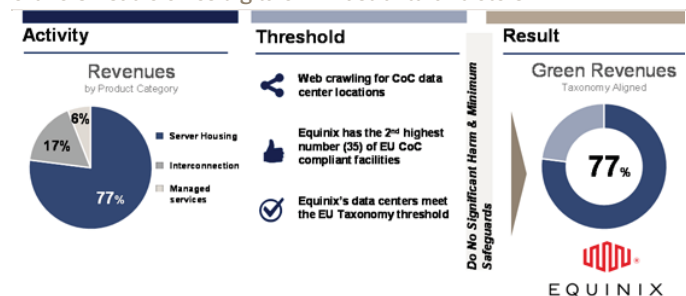 Activity
Revenues
by Product Category
6%
17%
77%
Server Housing
Interconnection
Managed
services
Threshold
Web crawling for CoC data
center locations
Equinix has the 2nd highest
number (35) of EU CoC
compliant facilities
Equinix's data centers meet
the EU Taxonomy threshold
Do No Significant Harm & Minimum
Safeguards
Result
Green Revenues
Taxonomy Aligned
77%
EQUINIX